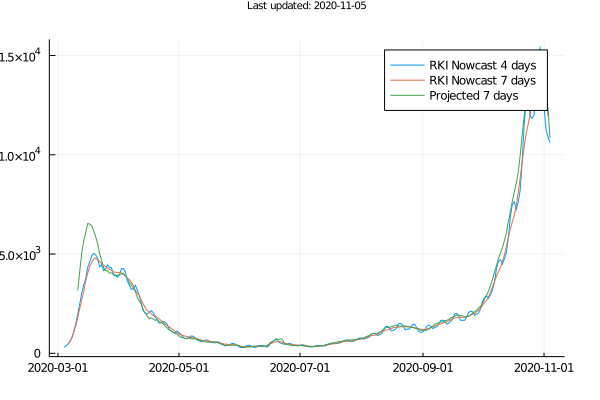 Last updated: 2020-11-05
1.5×10⁴
RKI Nowcast 4 days
RKI Nowcast 7 days
Projected 7 days
1.0×10⁴
5.0×10³
0
2020-03-01 2020-05-01 2020-07-01 2020-09-01 2020-11-01